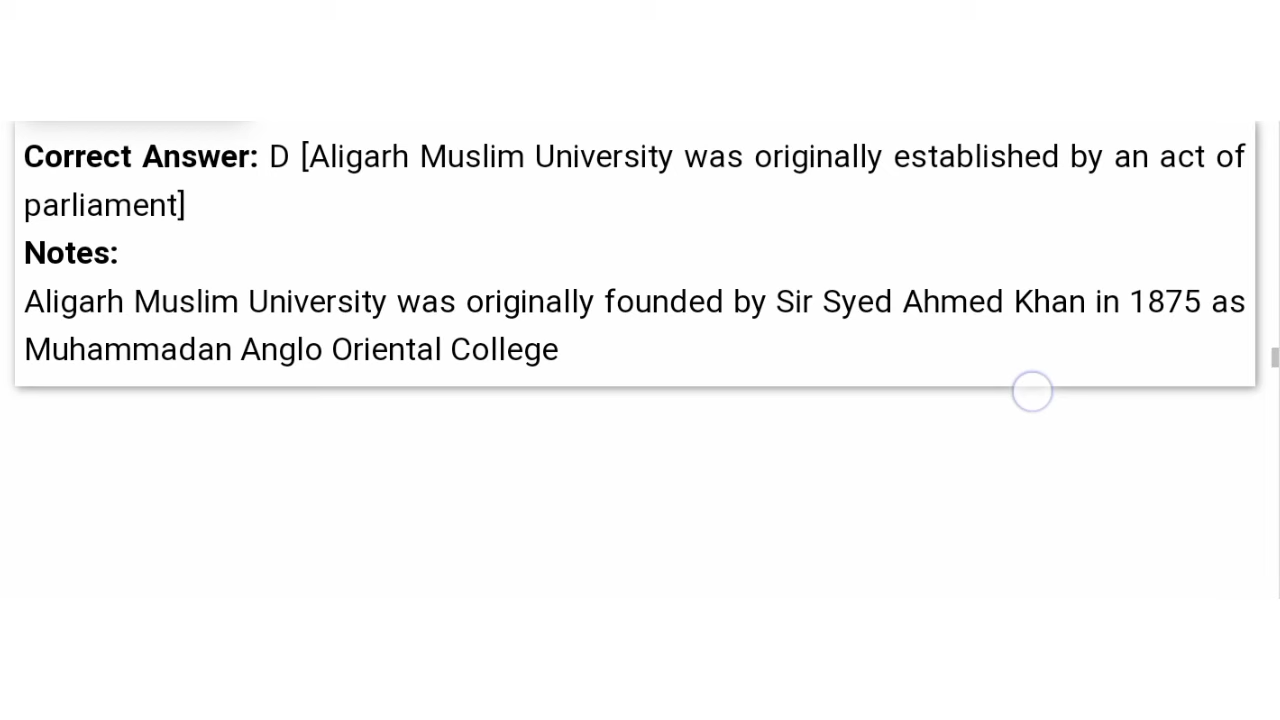 Correct Answer: D [Aligarh Muslim University was originally established by an act of
parliament]
Notes:
Aligarh Muslim University was originally founded by Sir Syed Ahmed Khan in 1875 as
Muhammadan Anglo Oriental College